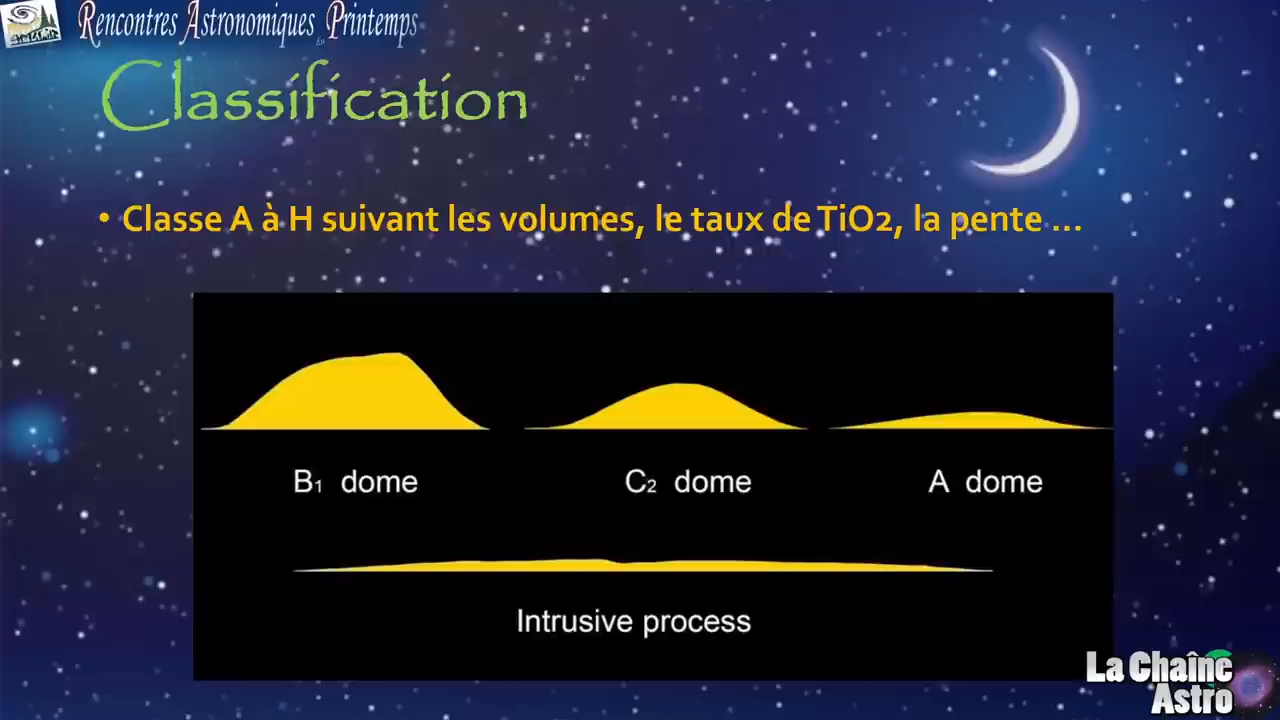 Rencontres Astronomiques du Printemps
Classification
• Classe A à H suivant les volumes, le taux de TiO2, la pente ...
B1 dome
C2 dome
A dome
Intrusive process
La Chaîne
Astro